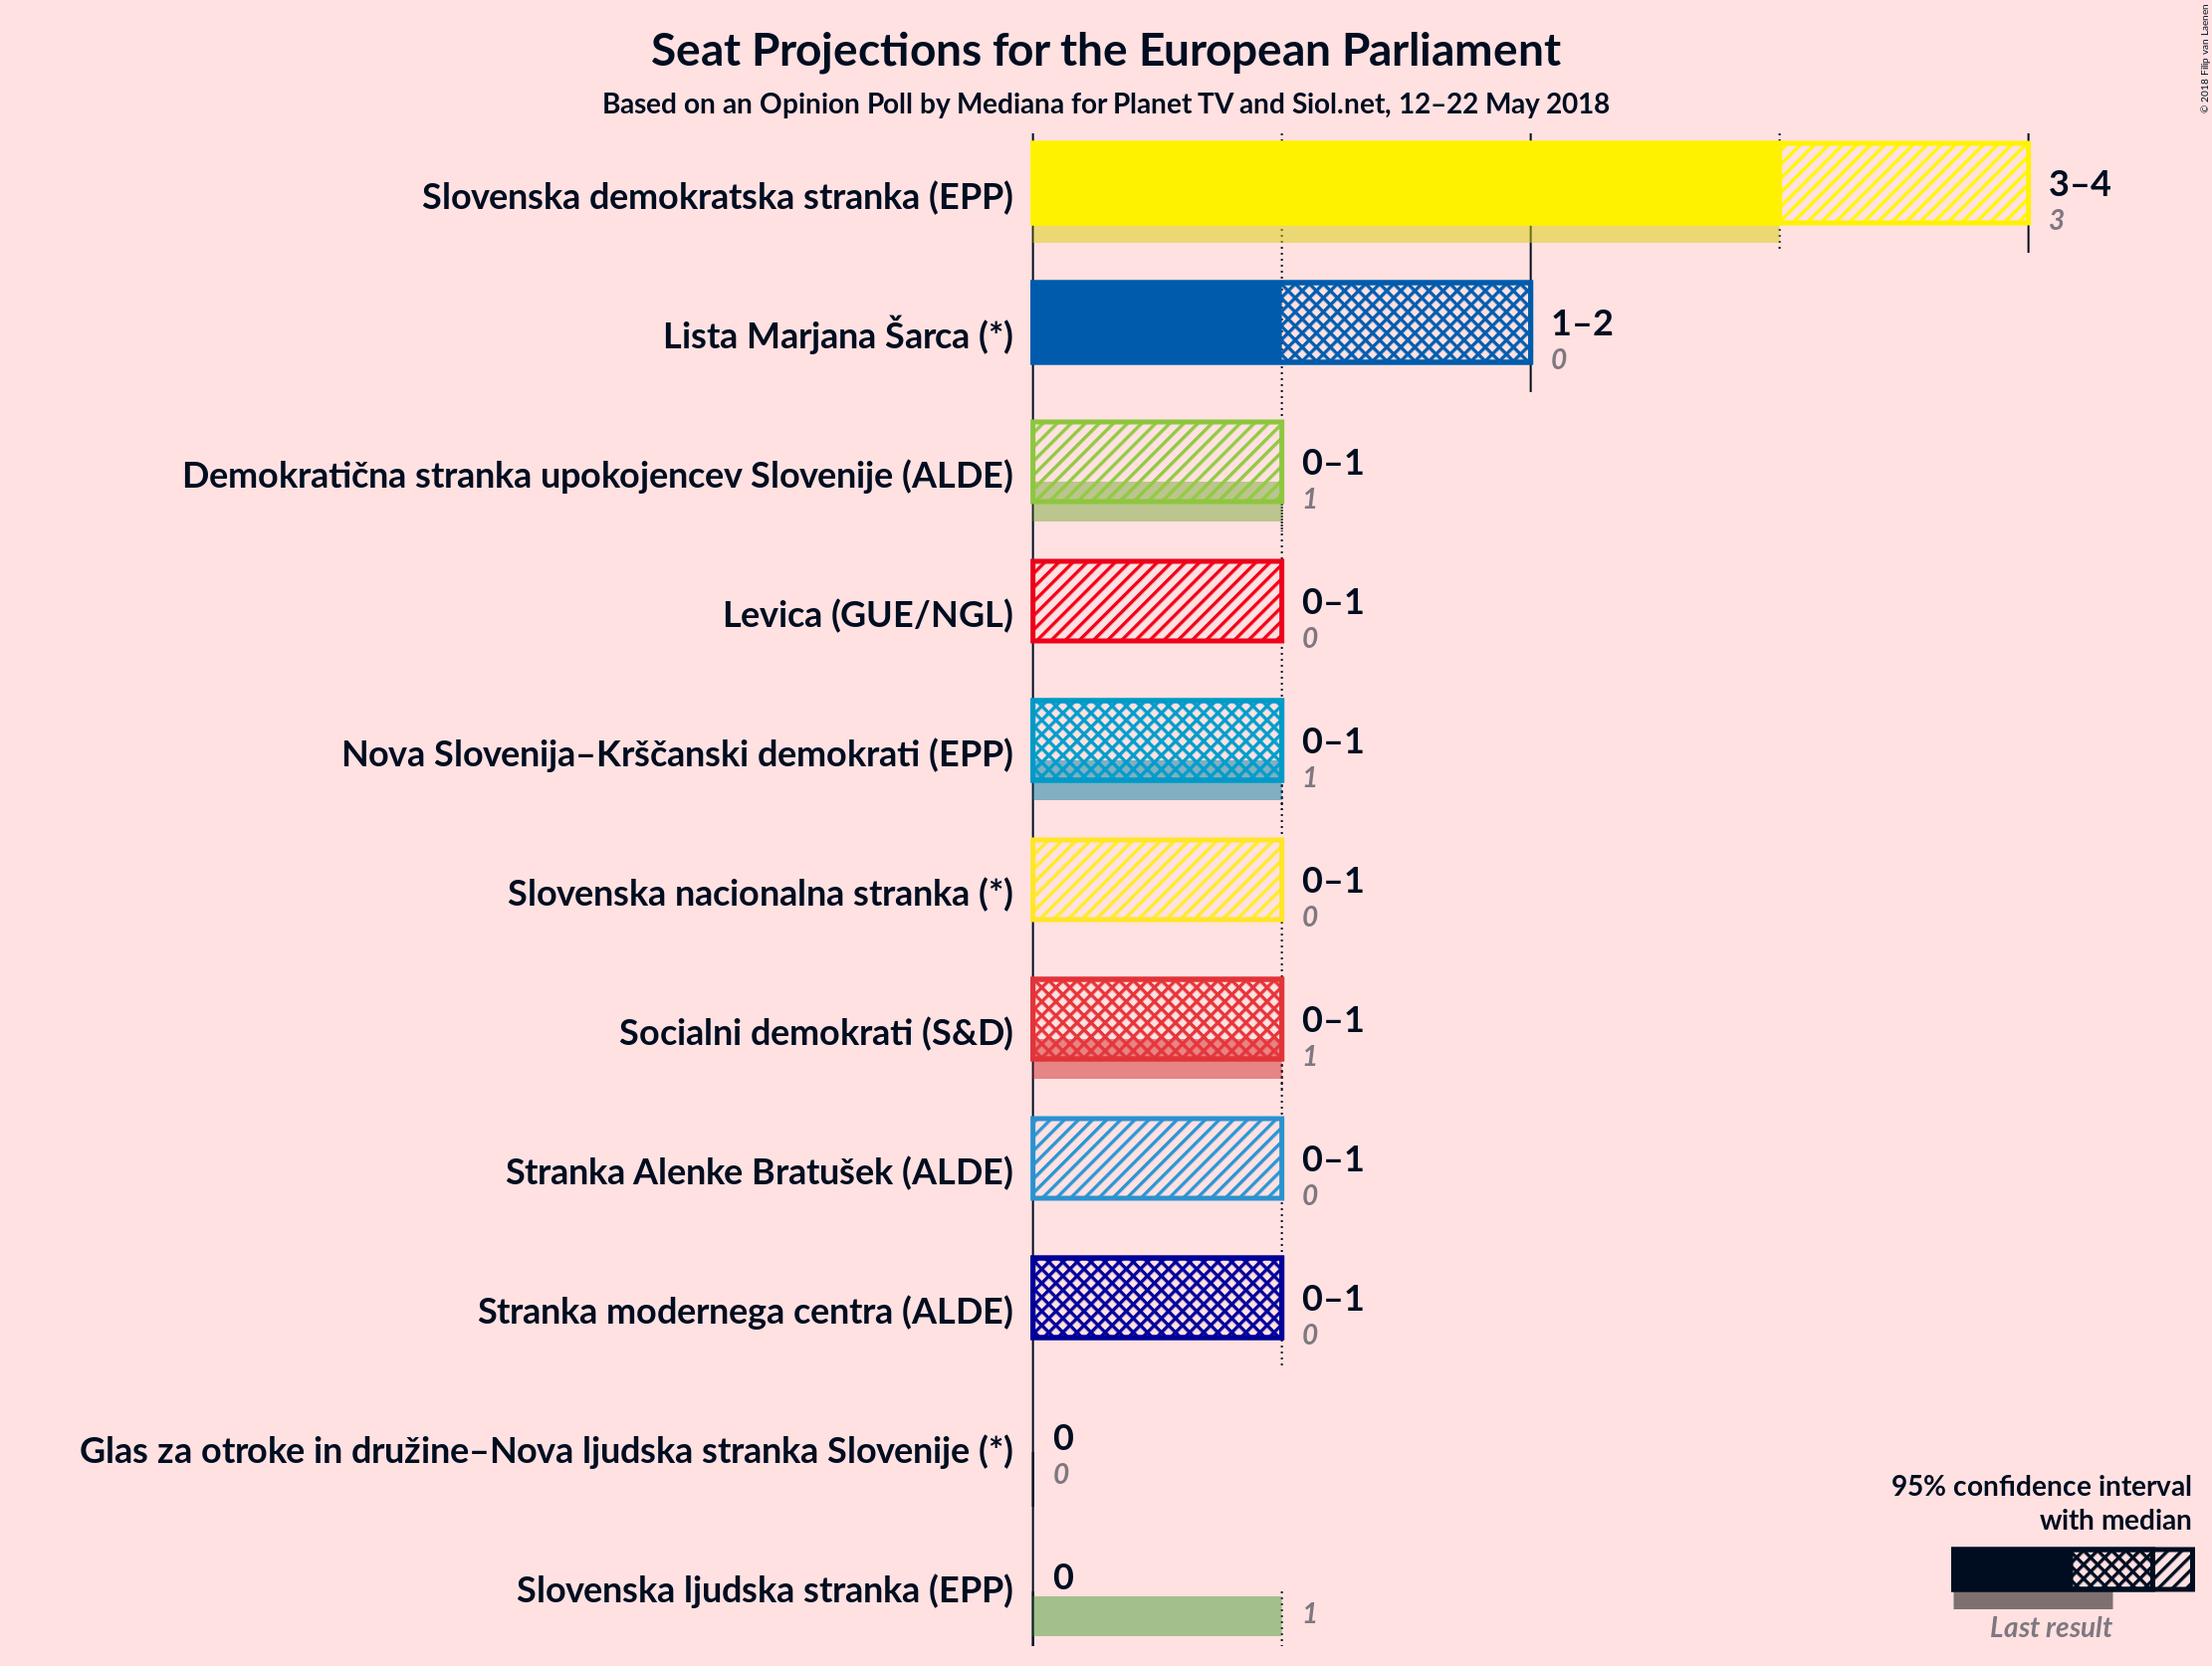 Seat Projections for the European Parliament
Based on an Opinion Poll by Mediana for Planet TV and Siol.net, 12–22 May 2018
© 2018 Filip van Laenen
Slovenska demokratska stranka (EPP)
3–4
3
Lista Marjana Šarca (*)
1–2
0
Demokratična stranka upokojencev Slovenije (ALDE)
0–1
1
Levica (GUE/NGL)
0–1
0
Nova Slovenija–Krščanski demokrati (EPP)
0–1
1
Slovenska nacionalna stranka (*)
0–1
0
Socialni demokrati (S&D)
0–1
1
Stranka Alenke Bratušek (ALDE)
0–1
0
Stranka modernega centra (ALDE)
0–1
0
Glas za otroke in družine–Nova ljudska stranka Slovenije (*)
0
0
Slovenska ljudska stranka (EPP)
0
1
95% confidence interval
with median
Last result